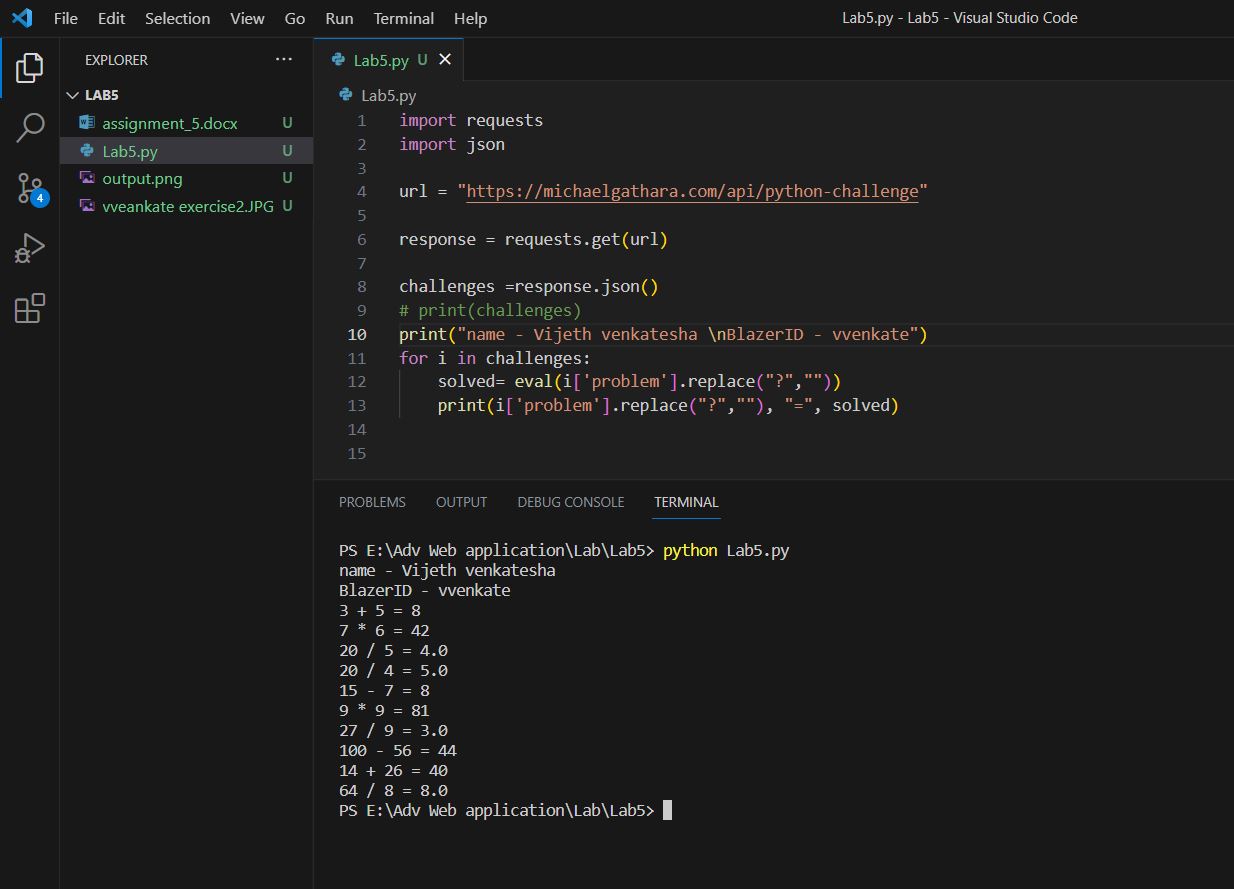 File Edit Selection View Go Run Terminal Help
Lab5.py - Lab5 - Visual Studio Code
EXPLORER ...
LAB5
assignment_5.docx U
Lab5.py U
output.png U
vveankate exercise2.JPG U
4
Lab5.py U
Lab5.py
1 import requests
2 import json
3
4 url = "https://michaelgathara.com/api/python-challenge"
5
6 response = requests.get(url)
7
8 challenges =response.json()
9 # print(challenges)
10 print("name - Vijeth venkatesha \nBlazerID - vvenkate")
11 for i in challenges:
12     solved= eval(i['problem'].replace("?",""))
13     print(i['problem'].replace("?",""), "=", solved)
14
15
PROBLEMS OUTPUT DEBUG CONSOLE TERMINAL
PS E:\Adv Web application\Lab\Lab5> python Lab5.py
name - Vijeth venkatesha
BlazerID - vvenkate
3 + 5 = 8
7 * 6 = 42
20 / 5 = 4.0
20 / 4 = 5.0
15 - 7 = 8
9 * 9 = 81
27 / 9 = 3.0
100 - 56 = 44
14 + 26 = 40
64 / 8 = 8.0
PS E:\Adv Web application\Lab\Lab5>